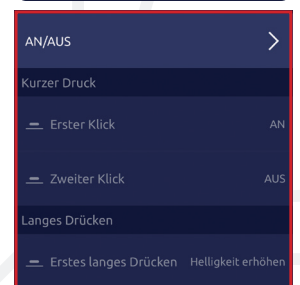 AN/AUS
Kurzer Druck
Erster Klick AN
Zweiter Klick AUS
Langes Drücken
Erstes langes Drücken Helligkeit erhöhen